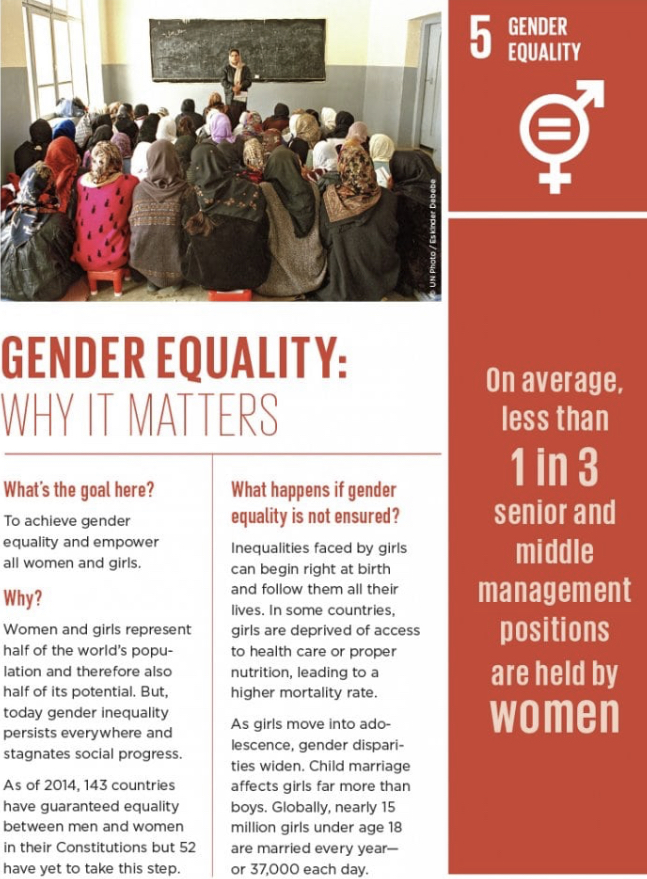 5 GENDER
EQUALITY
© UN Photo / Eskinder Debebe
GENDER EQUALITY:
WHY IT MATTERS
What's the goal here?
To achieve gender
equality and empower
all women and girls.
Why?
Women and girls represent
half of the world's popu-
lation and therefore also
half of its potential. But,
today gender inequality
persists everywhere and
stagnates social progress.
As of 2014, 143 countries
have guaranteed equality
between men and women
in their Constitutions but 52
have yet to take this step.
What happens if gender
equality is not ensured?
Inequalities faced by girls
can begin right at birth
and follow them all their
lives. In some countries,
girls are deprived of access
to health care or proper
nutrition, leading to a
higher mortality rate.
As girls move into ado-
lescence, gender dispari-
ties widen. Child marriage
affects girls far more than
boys. Globally, nearly 15
million girls under age 18
are married every year—
or 37,000 each day.
On average,
less than
1 in 3
senior and
middle
management
positions
are held by
women